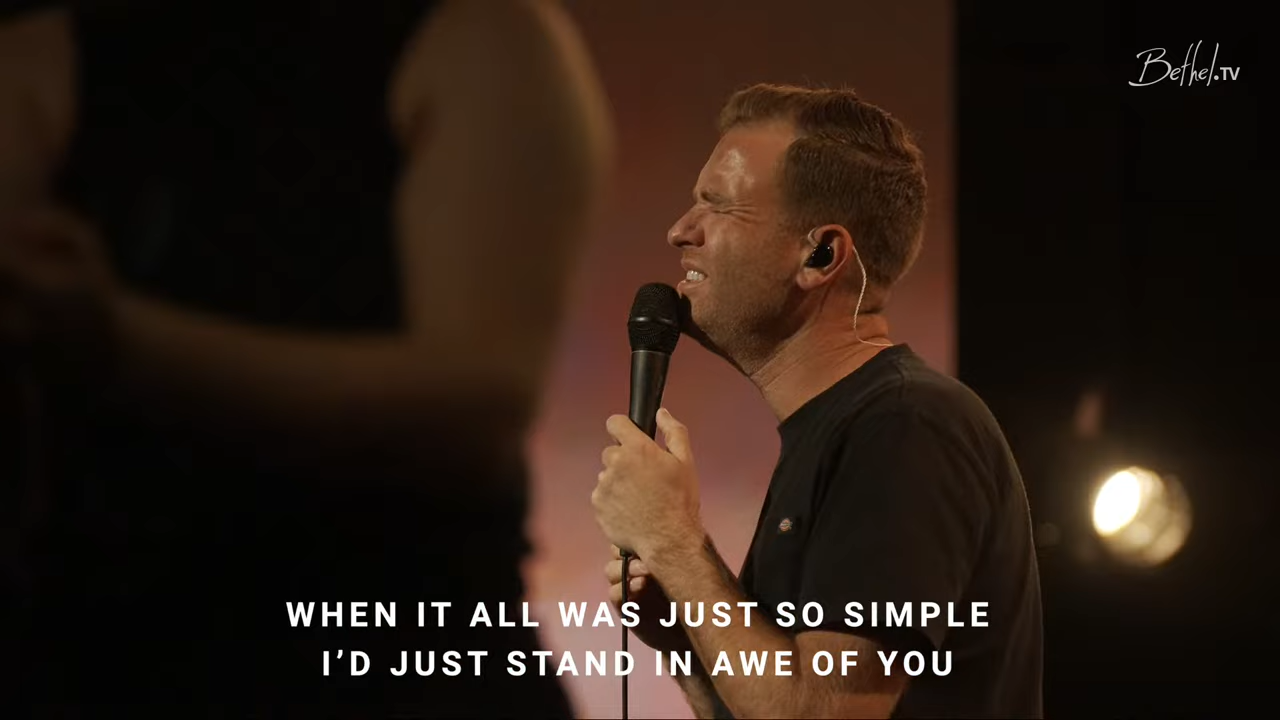 Bethel.TV
WHEN IT ALL WAS JUST SO SIMPLE
I'D JUST STAND IN AWE OF YOU